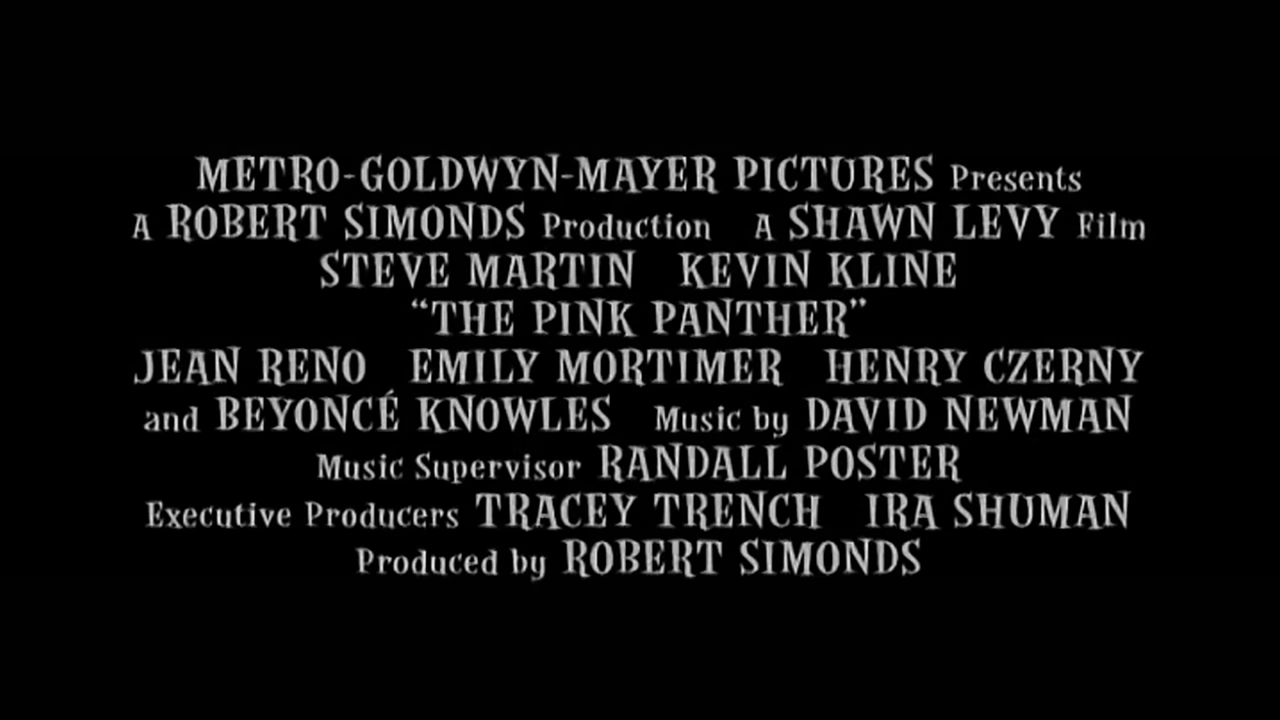 METRO-GOLDWYN-MAYER PICTURES Presents
A ROBERT SIMONDS Production A SHAWN LEVY Film
STEVE MARTIN KEVIN KLINE
“THE PINK PANTHER”
JEAN RENO EMILY MORTIMER HENRY CZERNY
and BEYONCÉ KNOWLES Music by DAVID NEWMAN
Music Supervisor RANDALL POSTER
Executive Producers TRACEY TRENCH IRA SHUMAN
Produced by ROBERT SIMONDS